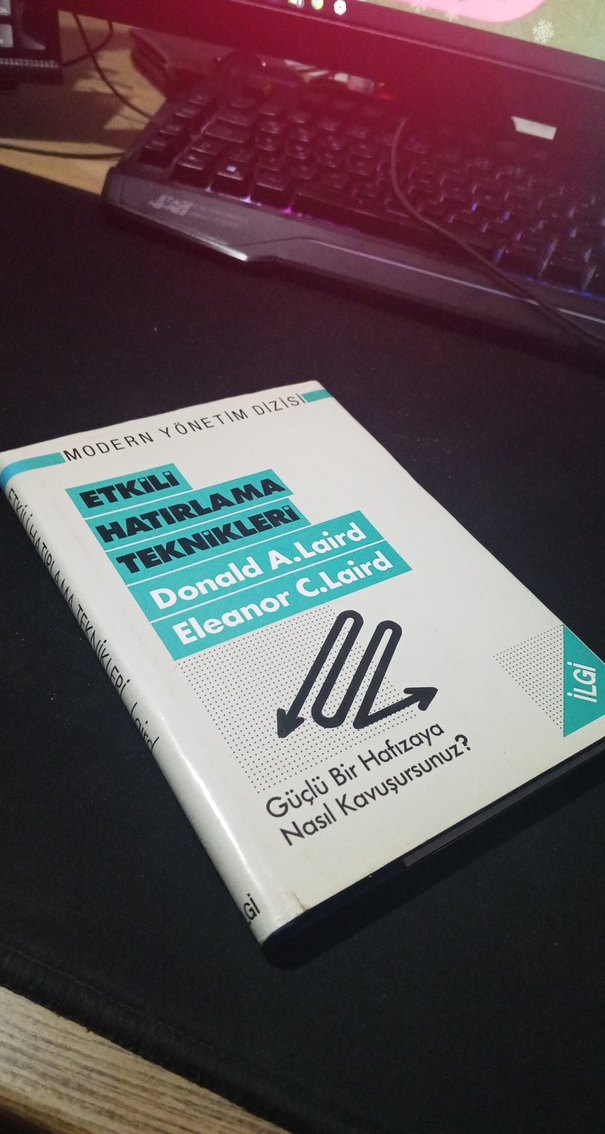 MODERN YÖNETİM DİZİSİ
ETKİLİ
HATIRLAMA
TEKNİKLERİ
Donald A.Laird
Eleanor C.Laird
Güçlü Bir Hafızaya
Nasıl Kavuşursunuz?
İLGİ
ETKİLİ HATIRLAMA TEKNİKLERİ Laird